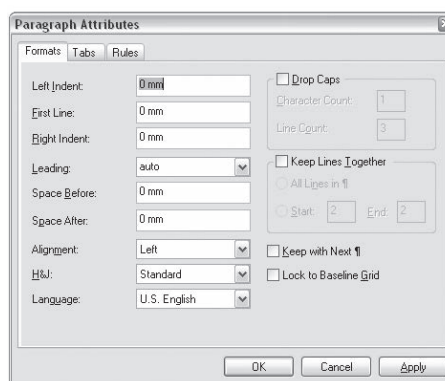 Paragraph Attributes
Formats Tabs Rules
Left Indent: 0 mm
First Line: 0 mm
Right Indent: 0 mm
Leading: auto
Space Before: 0 mm
Space After: 0 mm
Alignment: Left
H&J: Standard
Language: U.S. English
Drop Caps
Character Count: 1
Line Count: 3
Keep Lines Together
All Lines in ¶
Start: 2 End: 2
Keep with Next ¶
Lock to Baseline Grid
OK Cancel Apply